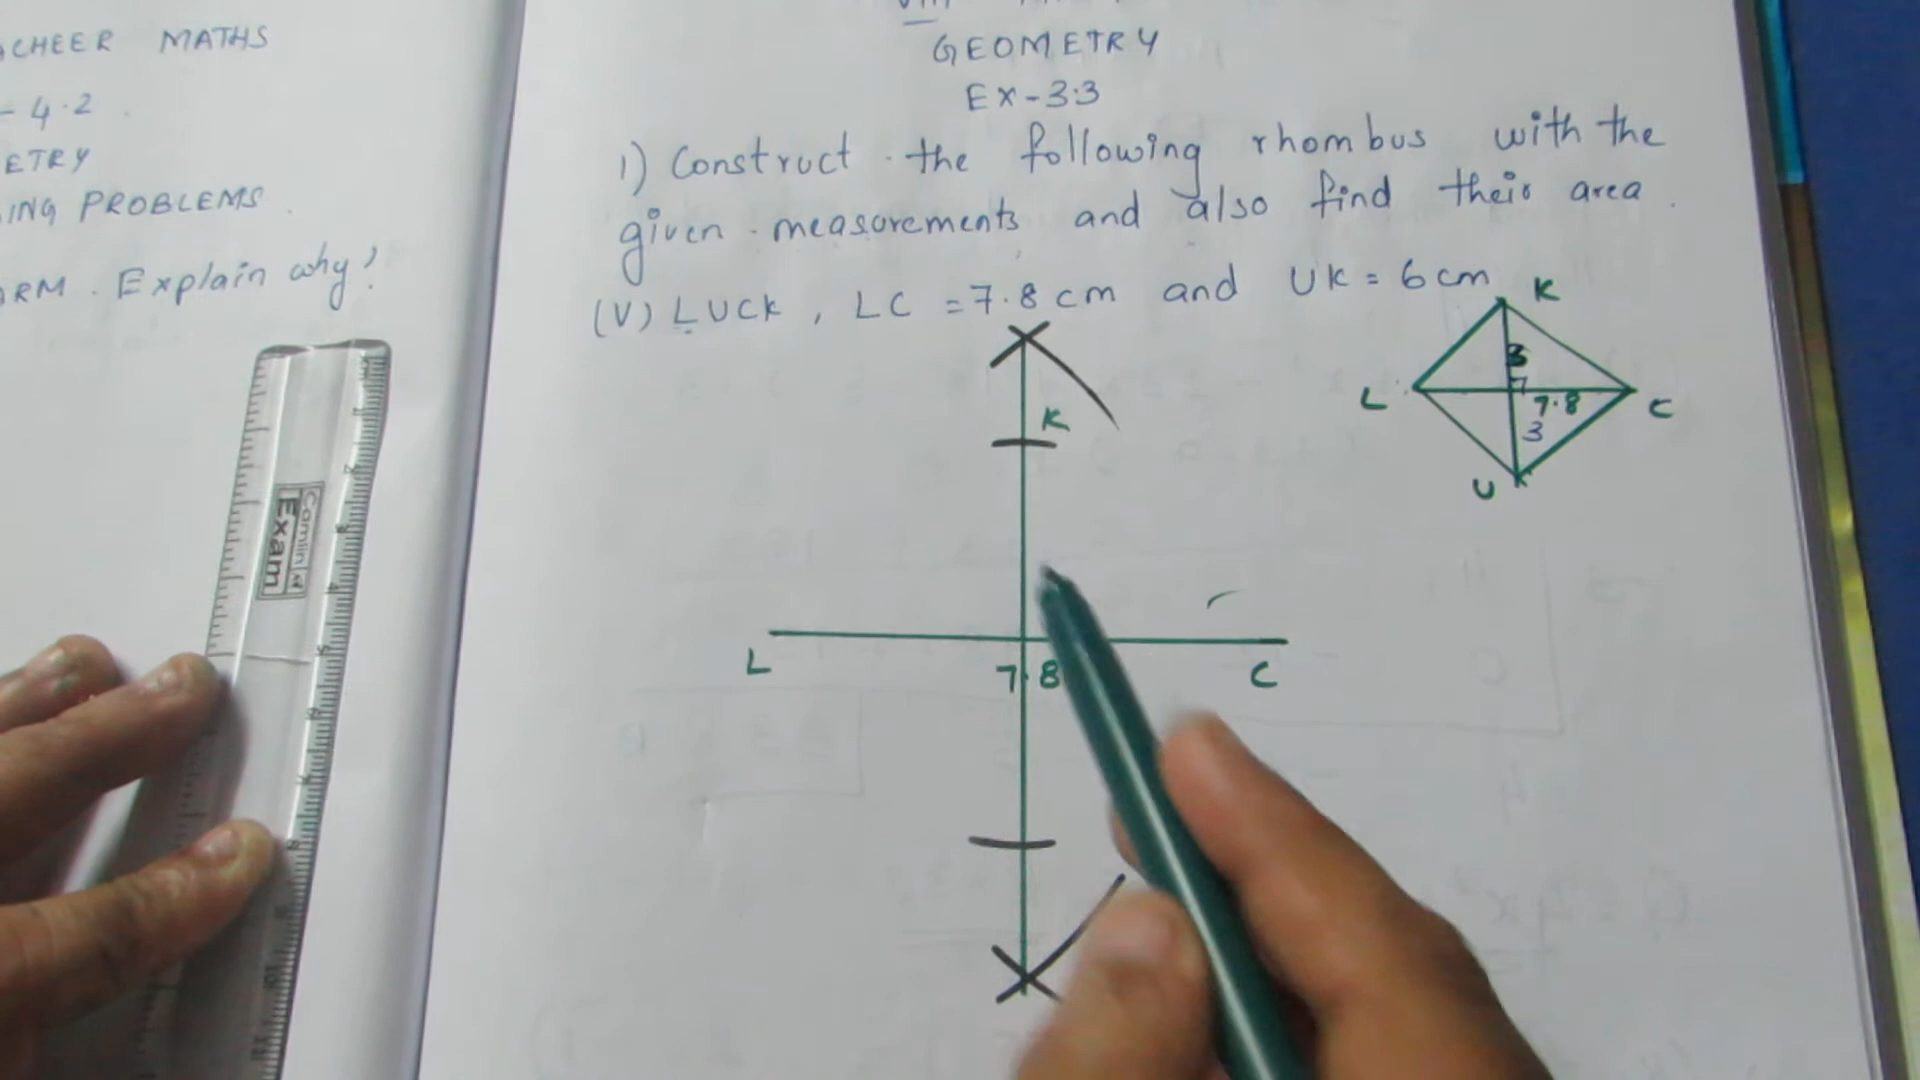 CHEER MATHS
- 4.2
ETRY
ING PROBLEMS
RM. Explain why?
Camlin
Exam
GEOMETRY
EX-3.3
1) Construct the following rhombus with the
given measurements and also find their area.
(V) LUCK, LC = 7.8 cm and UK = 6 cm
K
3
L
7.8
C
3
U
K
L
7.8
C